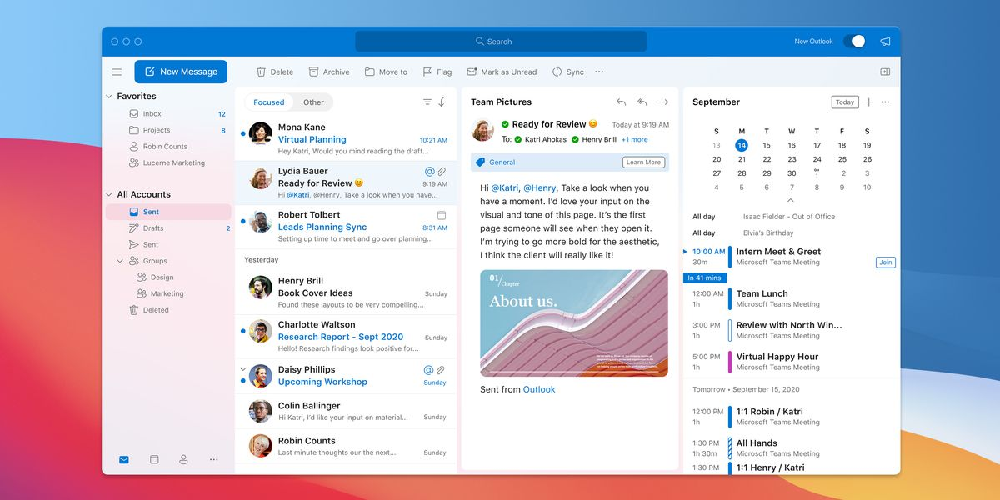 Search
New Outlook
New Message
Delete
Archive
Move to
Flag
Mark as Unread
Sync
Favorites
Inbox 12
Projects 8
Robin Counts
Lucerne Marketing
All Accounts
Sent
Drafts 2
Sent
Groups
Design
Marketing
Deleted
Focused
Other
Mona Kane
Virtual Planning 10:21 AM
Hey Katri, Would you mind reading the draft...
Lydia Bauer
Ready for Review 😊 9:19 AM
Hi @Katri, @Henry, Take a look when you have...
Robert Tolbert
Leads Planning Sync 8:31 AM
Setting up time to meet and go over planning...
Yesterday
Henry Brill
Book Cover Ideas Sunday
Found these layouts to be very compelling...
Charlotte Waltson
Research Report - Sept 2020 Sunday
Hello! Research findings look positive for...
Daisy Phillips
Upcoming Workshop Sunday
Colin Ballinger
Hi Katri, I'd like your input on material... Sunday
Robin Counts
Last minute thoughts our the next... Sunday
Team Pictures
Ready for Review 😊 Today at 9:19 AM
To: Katri Ahokas Henry Brill +1 more
General
Learn More
Hi @Katri, @Henry, Take a look when you
have a moment. I'd love your input on the
visual and tone of this page. It's the first
page someone will see when they open it.
I'm trying to go more bold for the aesthetic,
I think the client will really like it!
01/Chapter
About us.
Sent from Outlook
September
Today
S M T W T F S
13 14 15 16 17 18 19
20 21 22 23 24 25 26
27 28 29 30 Oct 1 2 3
4 5 6 7 8 9 10
All day Isaac Fielder - Out of Office
All day Elvia's Birthday
10:00 AM Intern Meet & Greet
30m Microsoft Teams Meeting
Join
In 41 mins
12:00 AM Team Lunch
1h Microsoft Teams Meeting
3:00 PM Review with North Win...
1h Microsoft Teams Meeting
5:00 PM Virtual Happy Hour
1h Microsoft Teams Meeting
Tomorrow • September 15, 2020
12:00 PM 1:1 Robin / Katri
1h Microsoft Teams Meeting
1:30 PM All Hands
1h 30m Microsoft Teams Meeting
1:30 PM 1:1 Henry / Katri